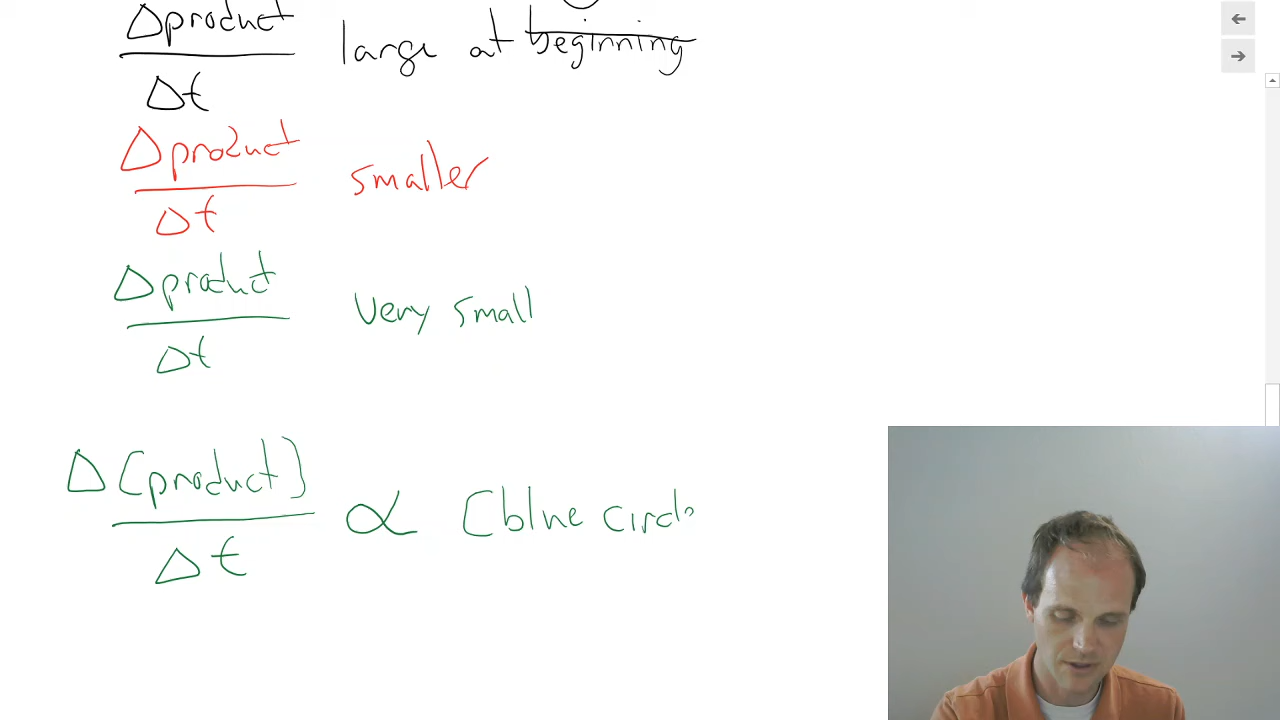 Δproduct
Δt
large at beginning
Δproduct
Δt
smaller
Δproduct
Δt
very small
Δ[product]
Δt
∝ [blue circle